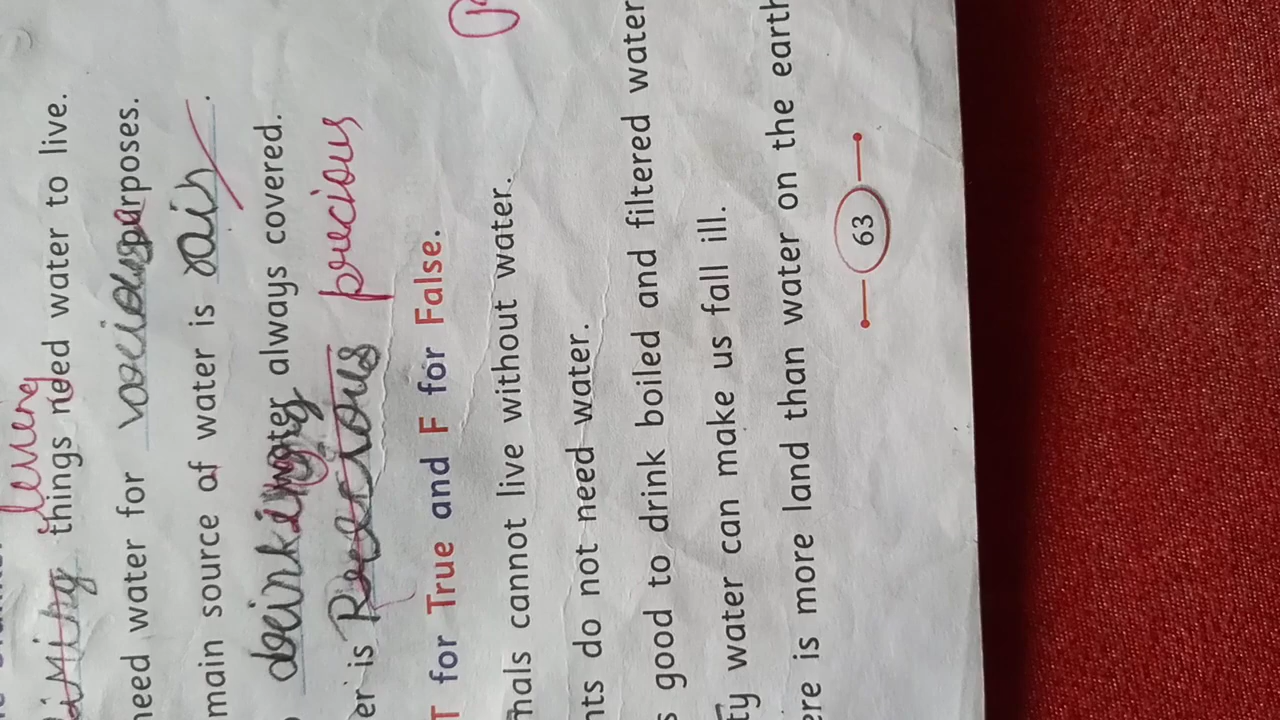 living
things need water to live.
need water for various purposes.
main source of water is rain.
drinking water always covered.
er is Recious precious
T for True and F for False.
mals cannot live without water.
nts do not need water.
s good to drink boiled and filtered water
ty water can make us fall ill.
ere is more land than water on the earth
63